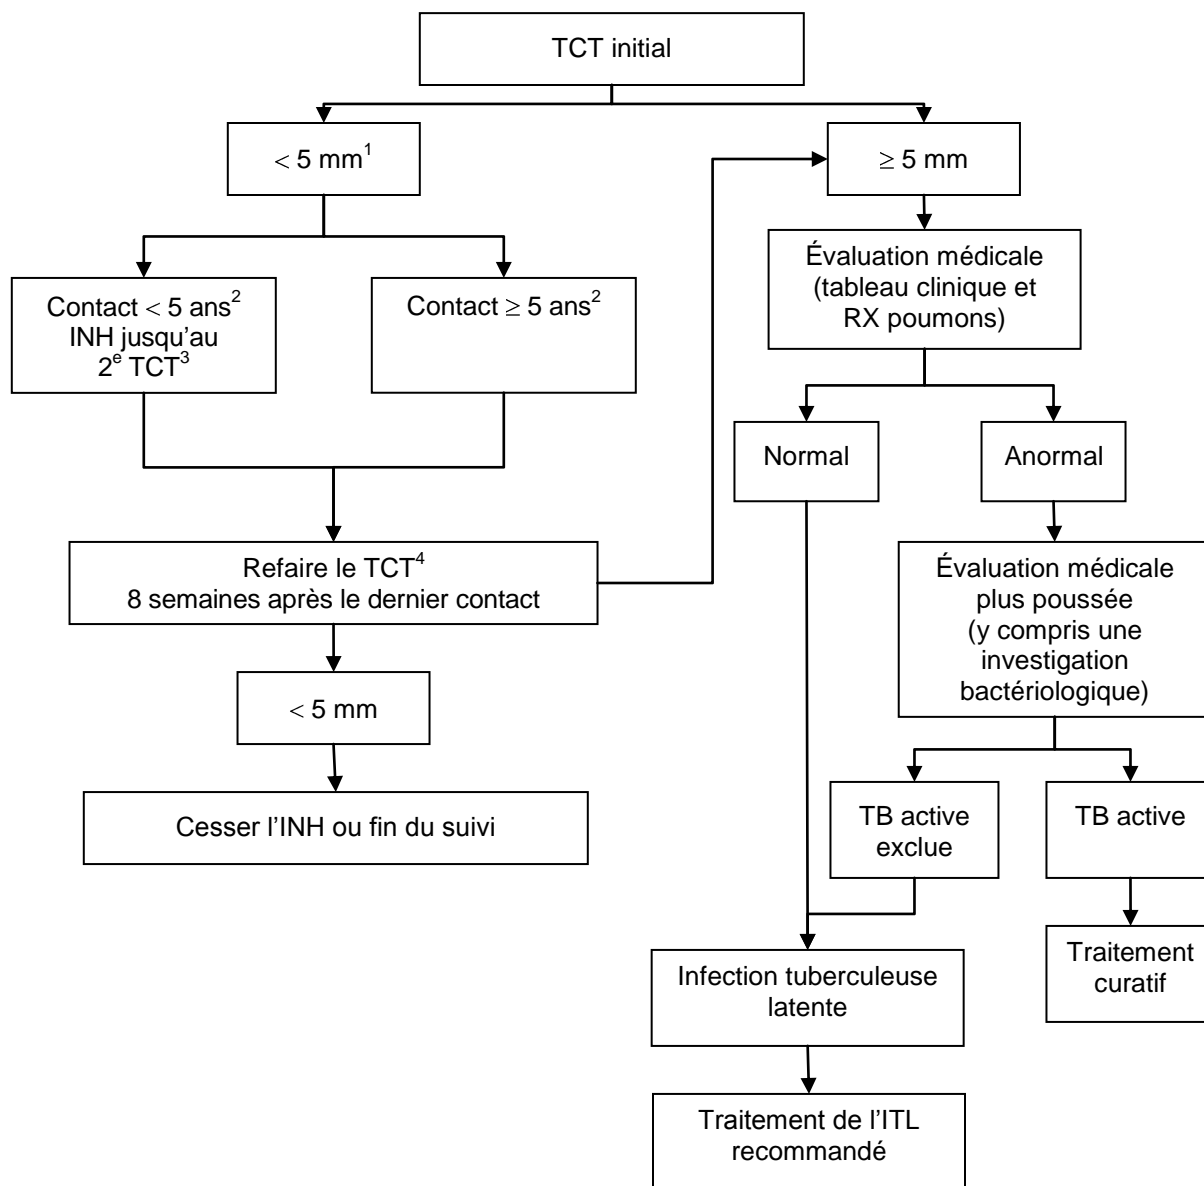 TCT initial
< 5 mm¹
≥ 5 mm
Contact < 5 ans²
INH jusqu’au
2ᵉ TCT³
Contact ≥ 5 ans²
Évaluation médicale
(tableau clinique et
RX poumons)
Normal
Anormal
Refaire le TCT⁴
8 semaines après le dernier contact
Évaluation médicale
plus poussée
(y compris une
investigation
bactériologique)
< 5 mm
Cesser l’INH ou fin du suivi
TB active
exclue
TB active
Infection tuberculeuse
latente
Traitement
curatif
Traitement de l’ITL
recommandé